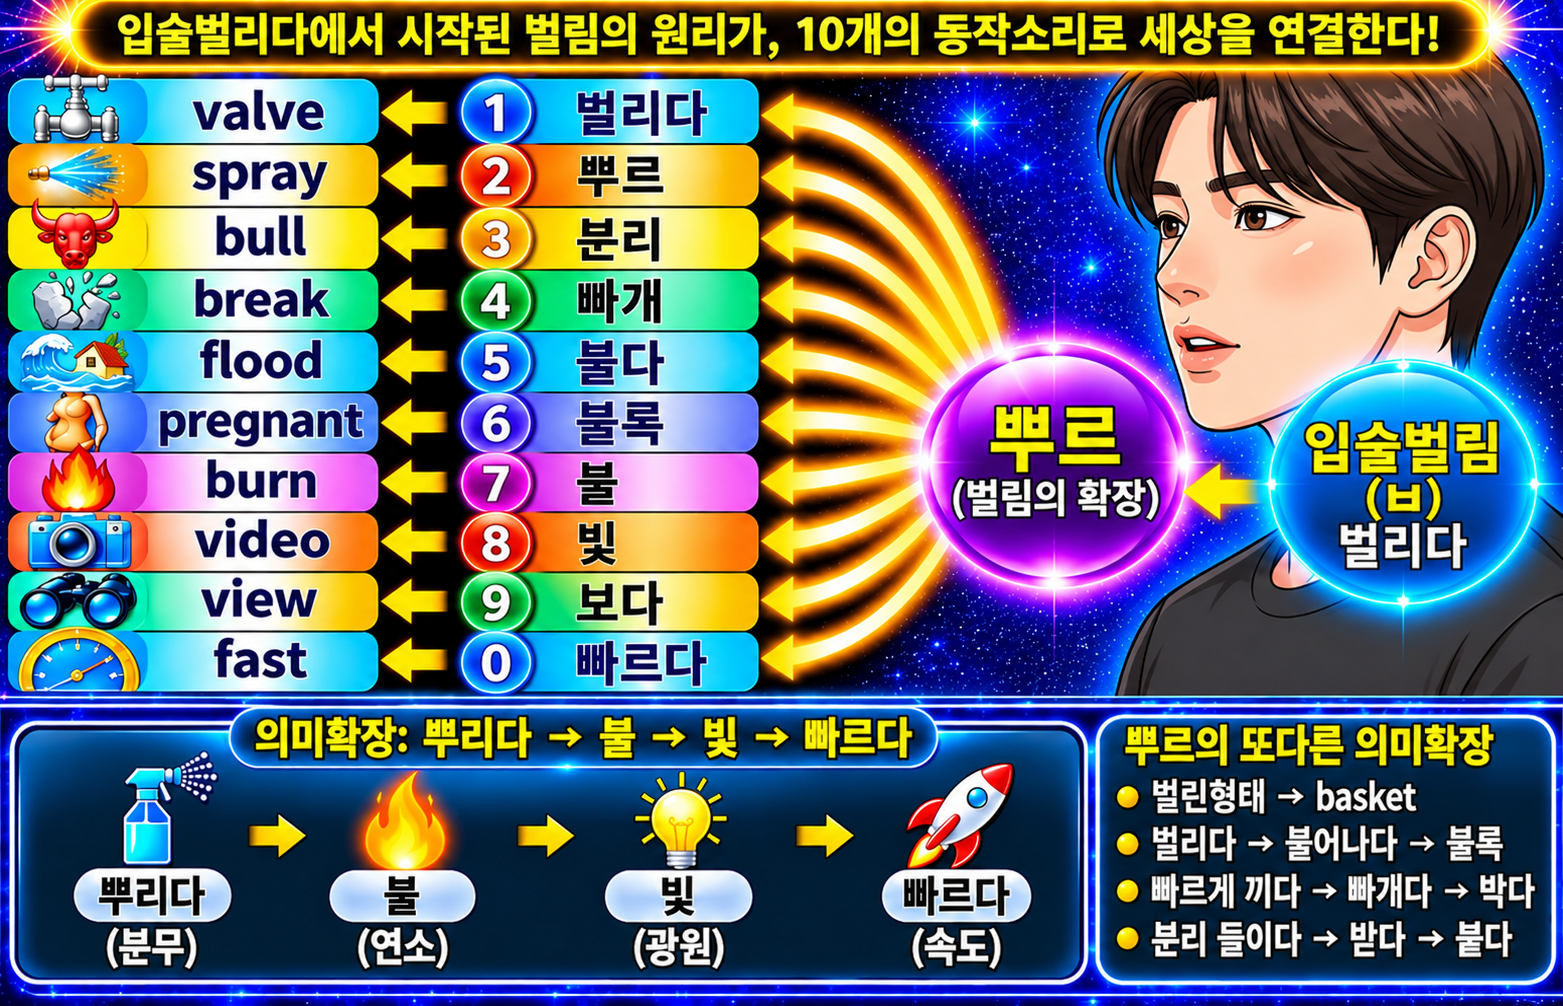 입술벌리다에서 시작된 벌림의 원리가, 10개의 동작소리로 세상을 연결한다!
valve 1 벌리다
spray 2 뿌르
bull 3 분리
break 4 빠개
flood 5 불다
pregnant 6 불록
burn 7 불
video 8 빛
view 9 보다
fast 0 빠르다
뿌르
(벌림의 확장)
입술벌림
(ㅂ)
벌리다
의미확장: 뿌리다 → 불 → 빛 → 빠르다
뿌리다 불 빛 빠르다
(분무) (연소) (광원) (속도)
뿌르의 또다른 의미확장
벌린형태 → basket
벌리다 → 불어나다 → 불록
빠르게 끼다 → 빠개다 → 박다
분리 들이다 → 받다 → 붙다